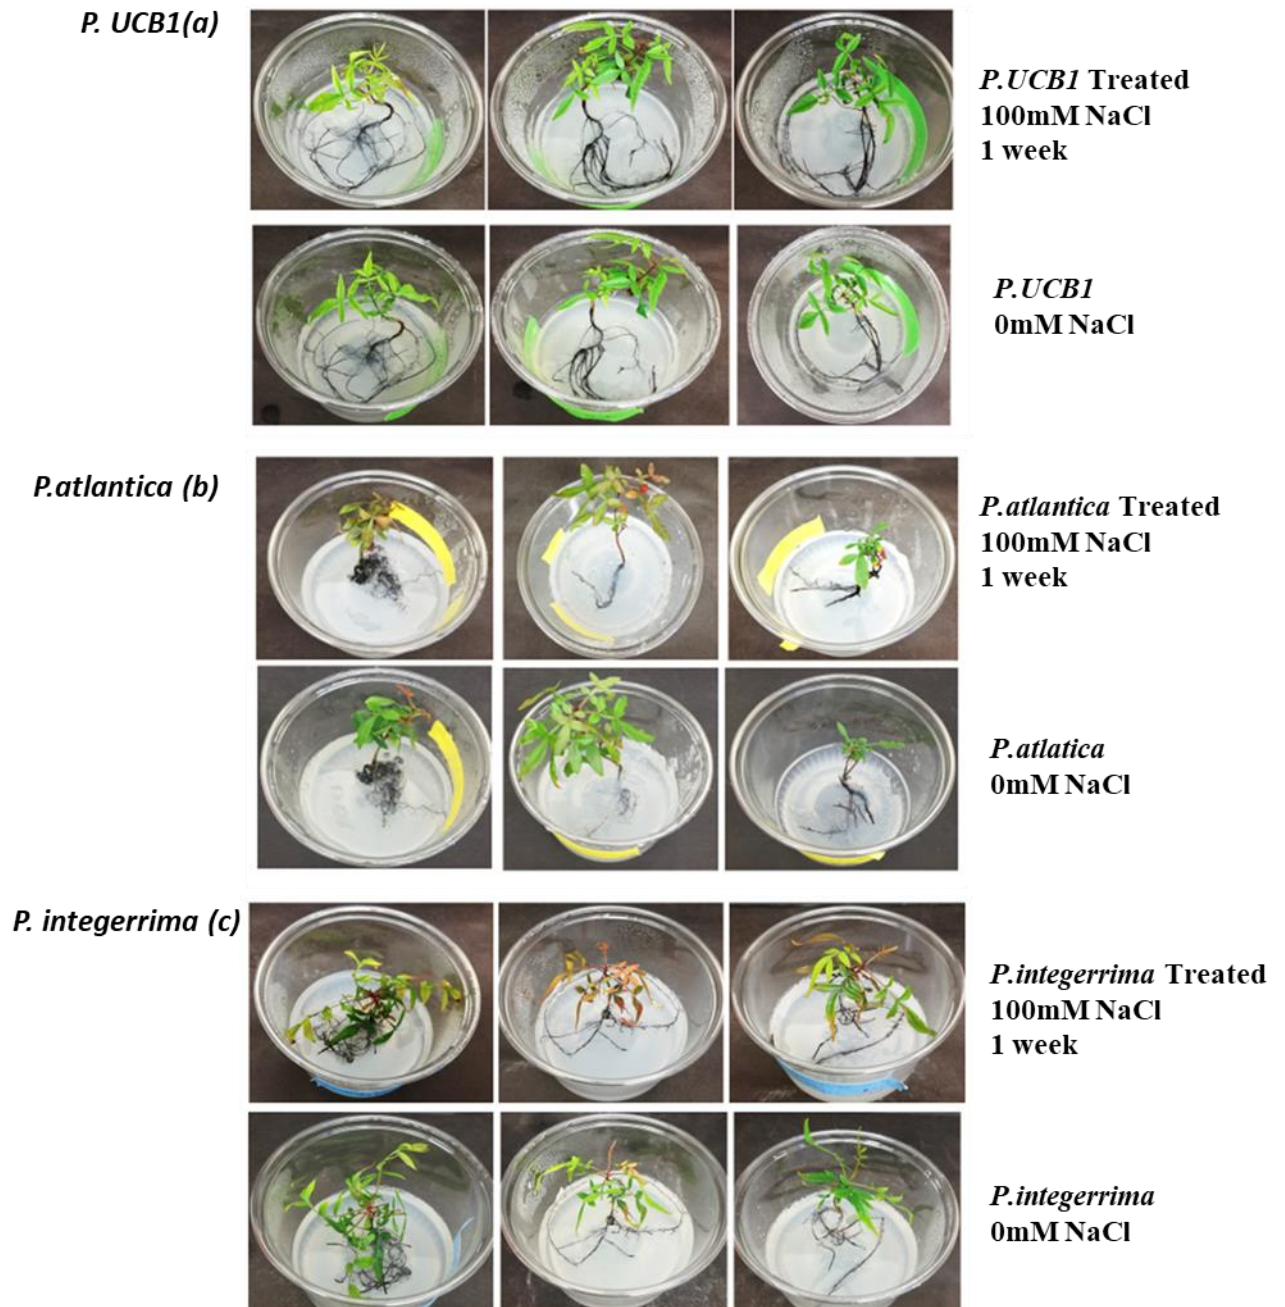 P. UCB1(a)
P.UCB1 Treated
100mM NaCl
1 week
P.UCB1
0mM NaCl
P.atlantica (b)
P.atlantica Treated
100mM NaCl
1 week
P.atlatica
0mM NaCl
P. integerrima (c)
P.integerrima Treated
100mM NaCl
1 week
P.integerrima
0mM NaCl